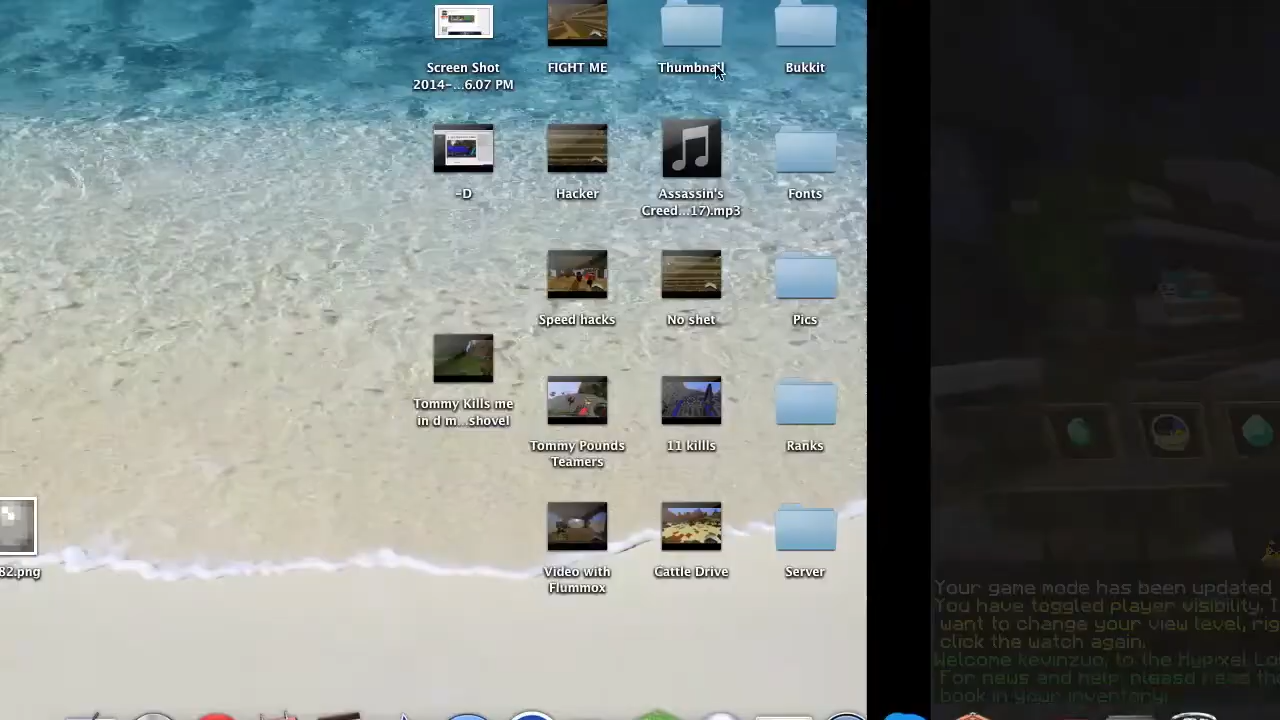 Screen Shot
2014-...6.07 PM
FIGHT ME
Thumbnail
Bukkit
-D
Hacker
Assassin's
Creed...17).mp3
Fonts
Speed hacks
No shet
Pics
Tommy Kills me
in d m...shovel
Tommy Pounds
Teamers
11 killls
Ranks
82.png
Video with
Flummox
Cattle Drive
Server
Your game mode has been updated
You have toggled player visibility.
want to change your view level, rig
click the watch again.
Welcome kevinzuo, to the Hypixel Lo
For news and help, please read the
book in your inventory!